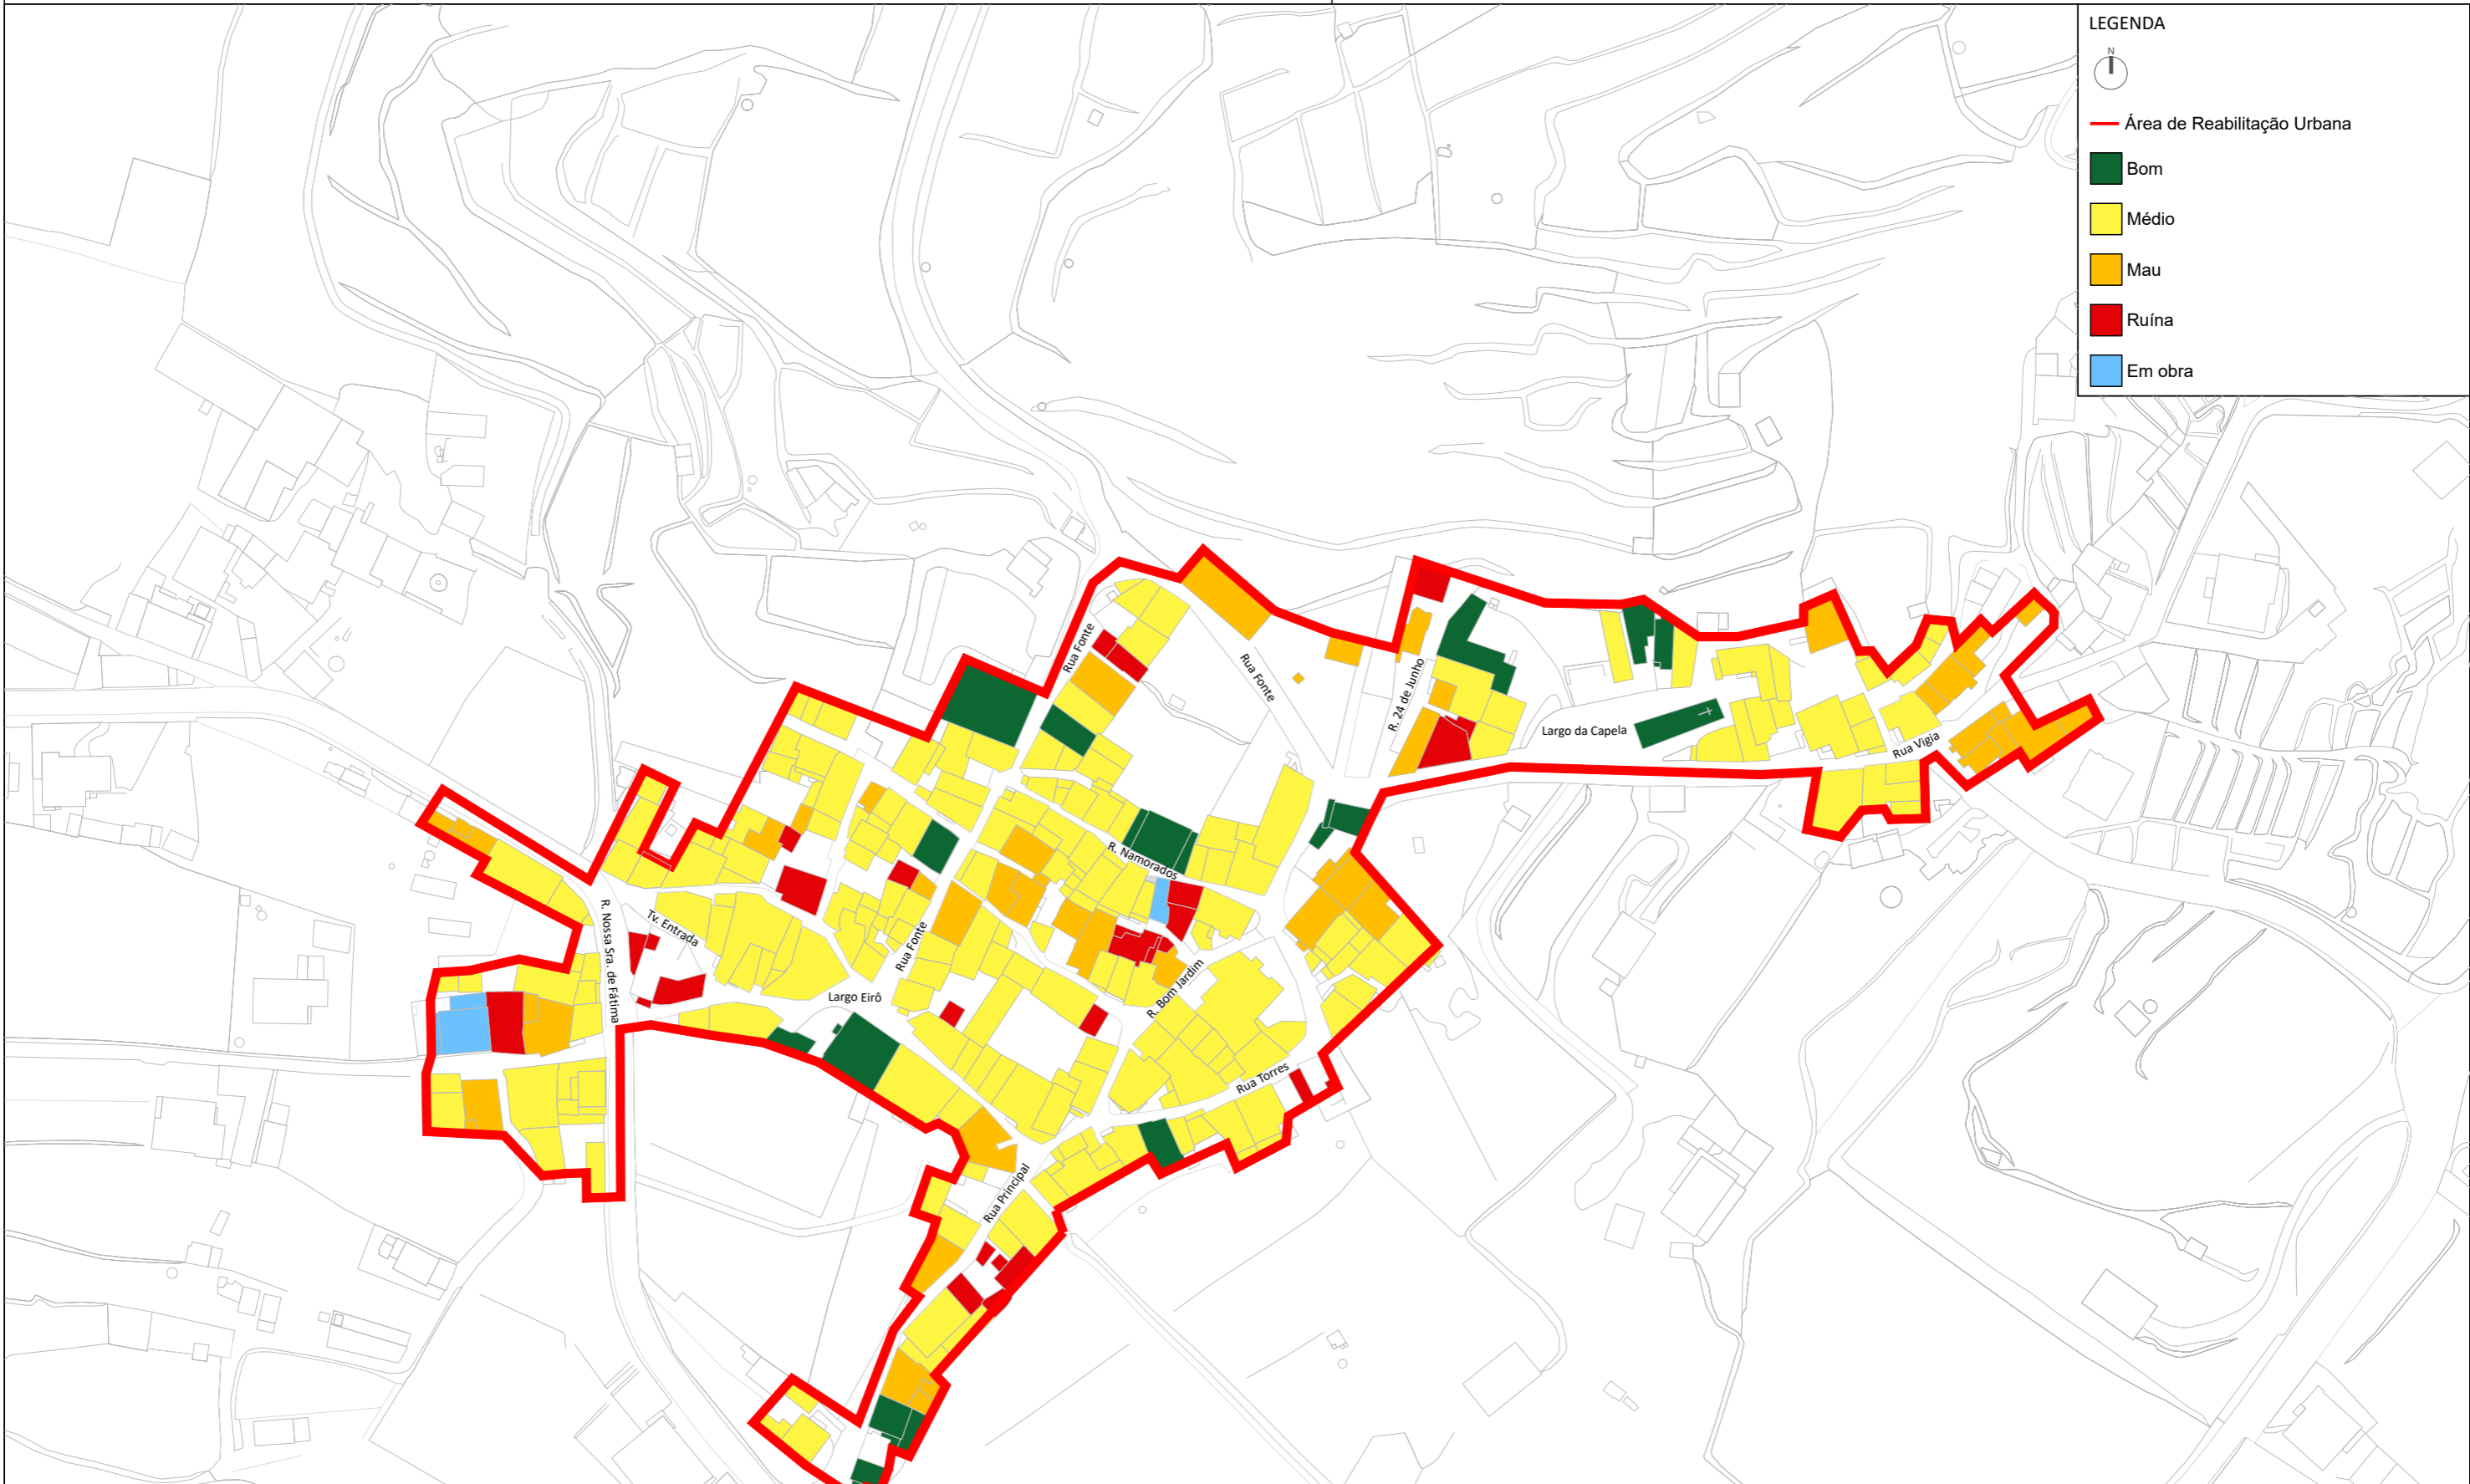 LEGENDA
N
Área de Reabilitação Urbana
Bom
Médio
Mau
Ruína
Em obra
Rua Fonte
Rua Fonte
R. 24 de Junho
Largo da Capela
Rua Vigia
R. Namorados
R. Nossa Sra. de Fátima
Tv. Entrada
Rua Fonte
Largo Eirô
R. Bom Jardim
Rua Torres
Rua Principal